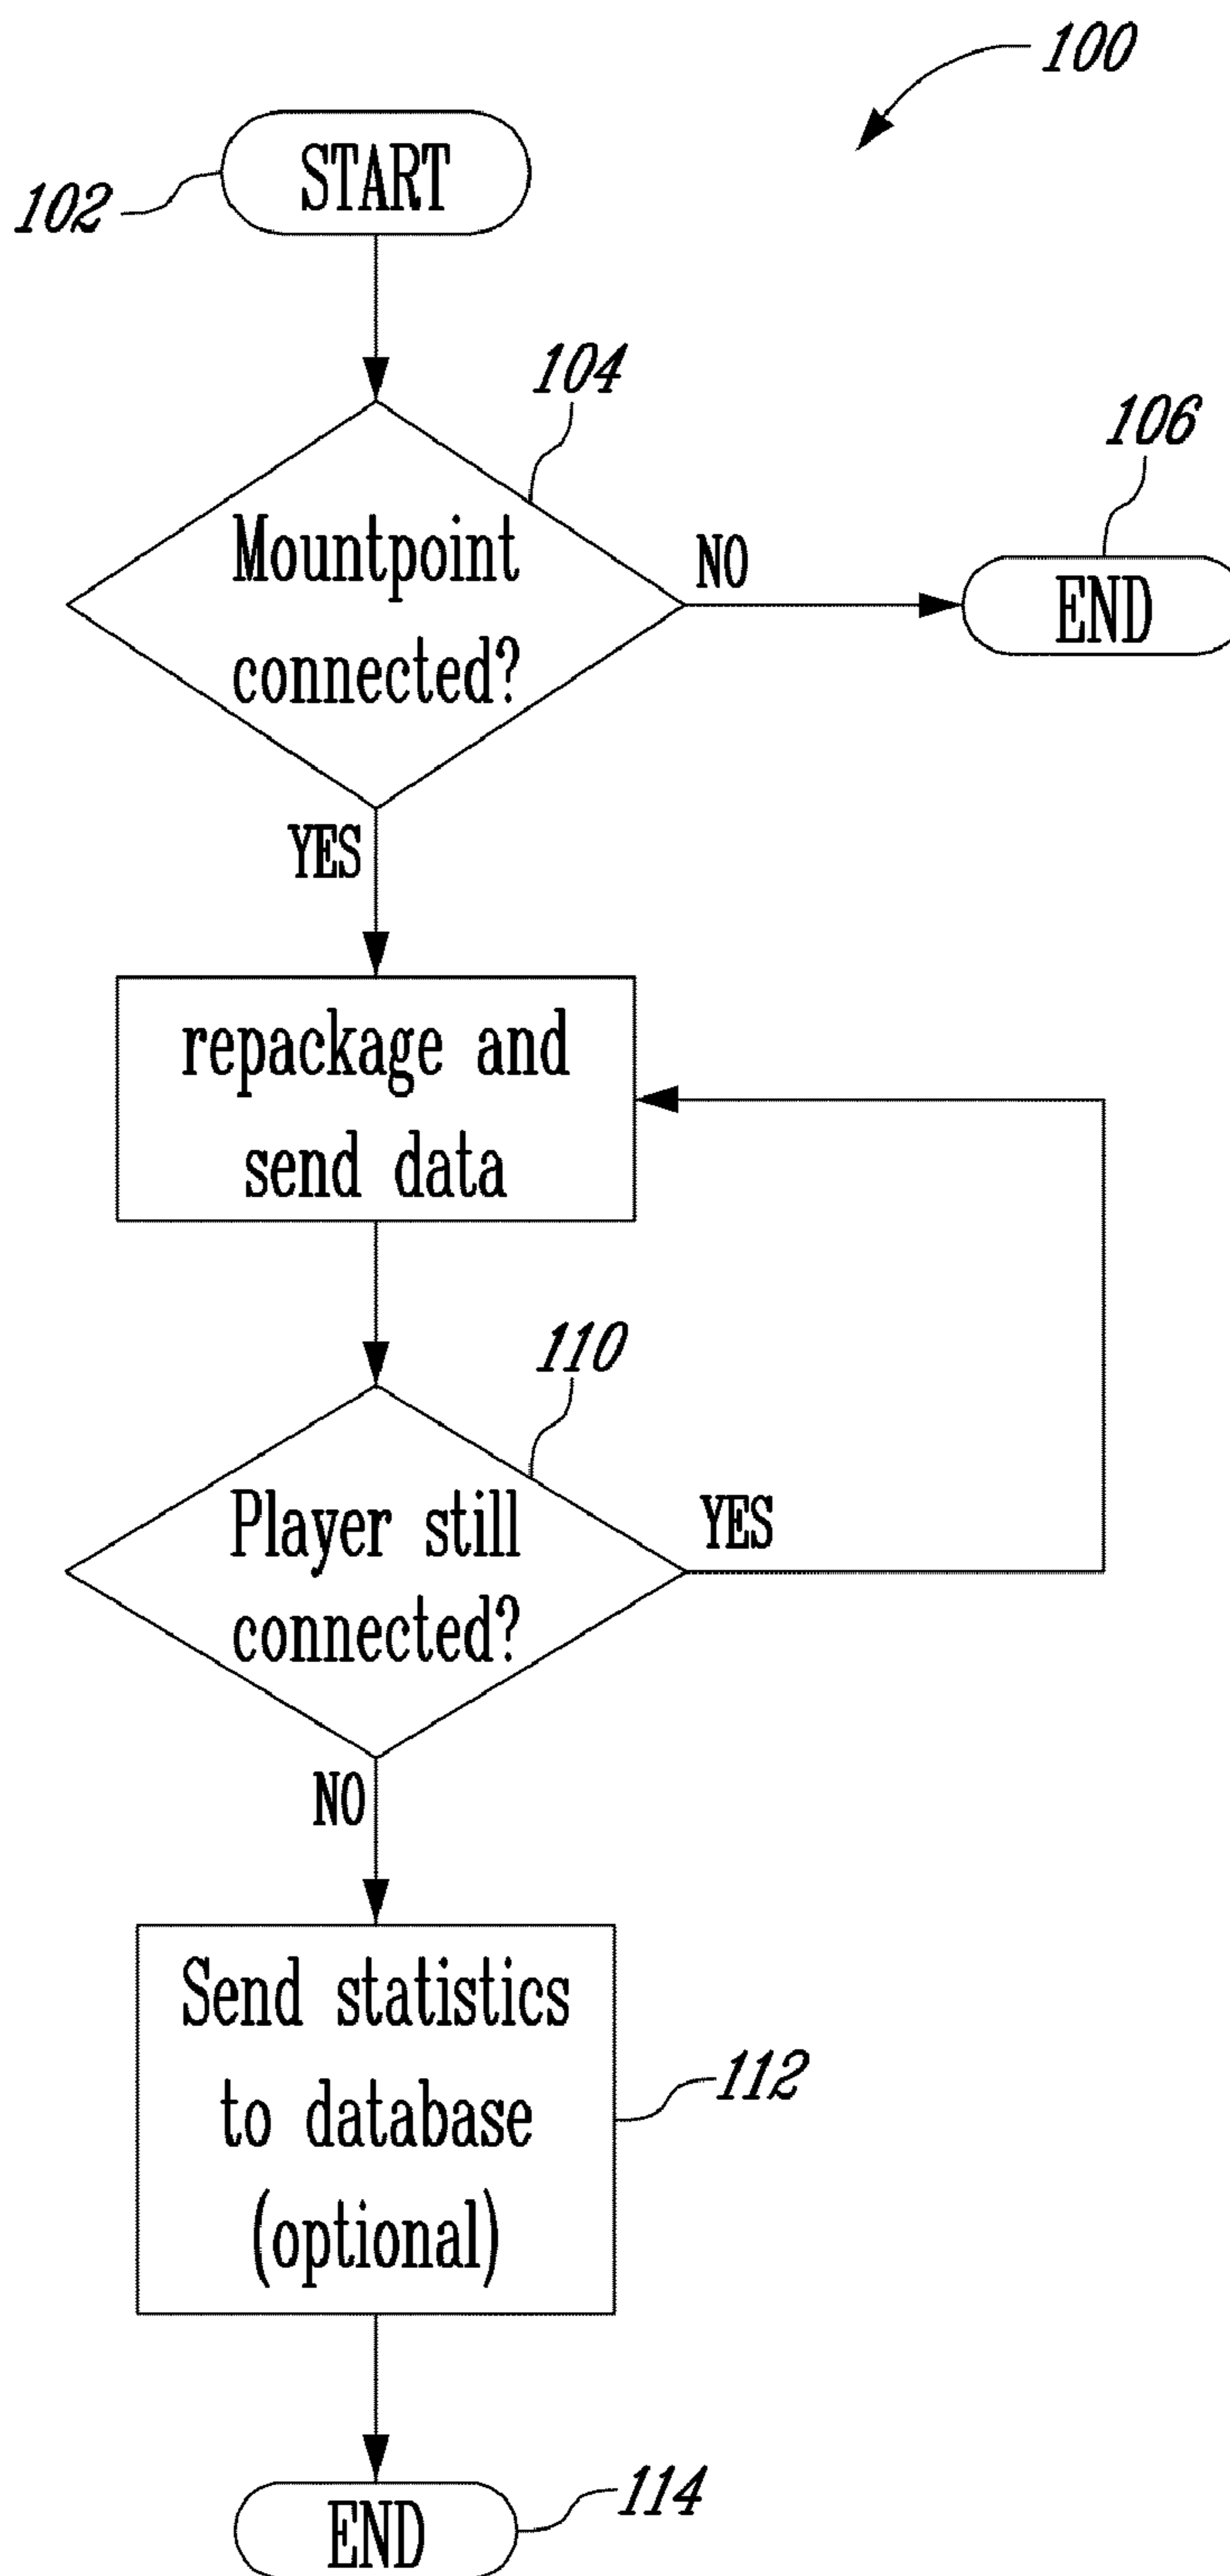 100
START
102
104
Mountpoint
connected?
NO
106
END
YES
repackage and
send data
110
Player still
connected?
YES
NO
Send statistics
to database
(optional)
112
END
114